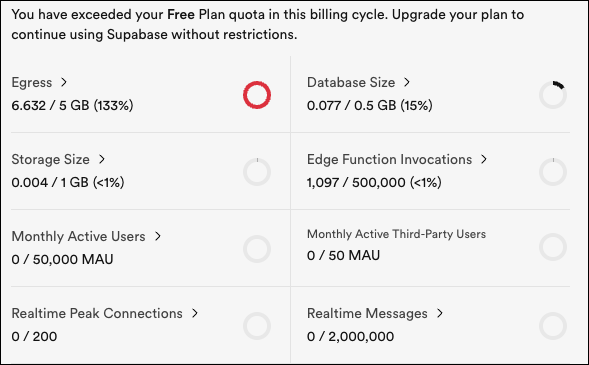 You have exceeded your Free Plan quota in this billing cycle. Upgrade your plan to
continue using Supabase without restrictions.
Egress >
6.632 / 5 GB (133%)
Database Size >
0.077 / 0.5 GB (15%)
Storage Size >
0.004 / 1 GB (<1%)
Edge Function Invocations >
1,097 / 500,000 (<1%)
Monthly Active Users >
0 / 50,000 MAU
Monthly Active Third-Party Users
0 / 50 MAU
Realtime Peak Connections >
0 / 200
Realtime Messages >
0 / 2,000,000